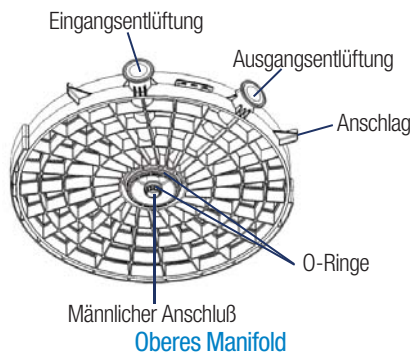 Eingangsentlüftung
Ausgangsentlüftung
Anschlag
O-Ringe
Männlicher Anschluß
Oberes Manifold